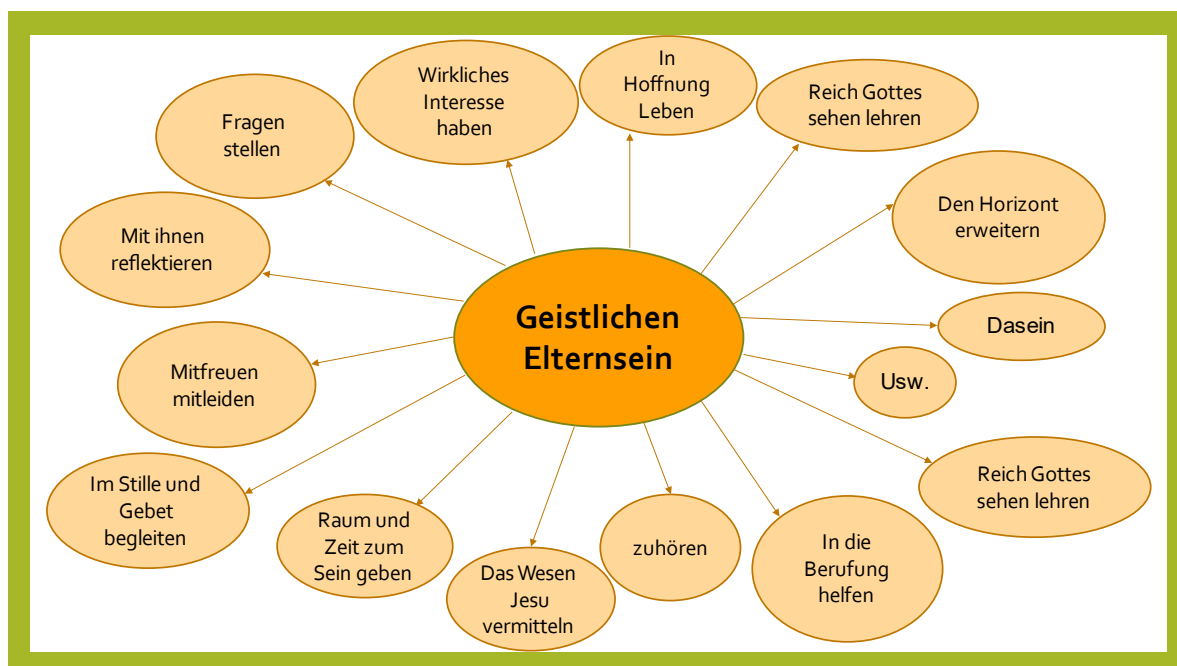 Geistlichen
Elternsein
In
Hoffnung
Leben
Reich Gottes
sehen lehren
Den Horizont
erweitern
Dasein
Usw.
Reich Gottes
sehen lehren
In die
Berufung
helfen
zuhören
Das Wesen
Jesu
vermitteln
Raum und
Zeit zum
Sein geben
Im Stille und
Gebet
begleiten
Mitfreuen
mitleiden
Mit ihnen
reflektieren
Fragen
stellen
Wirkliches
Interesse
haben